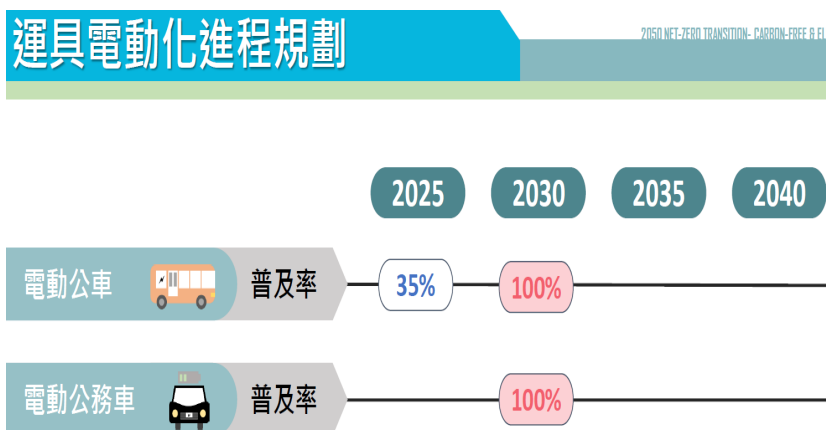 運具電動化進程規劃
2050 NET-ZERO TRANSITION- CARBON-FREE & EL
2025 2030 2035 2040
電動公車 普及率 35% 100%
電動公務車 普及率 100%